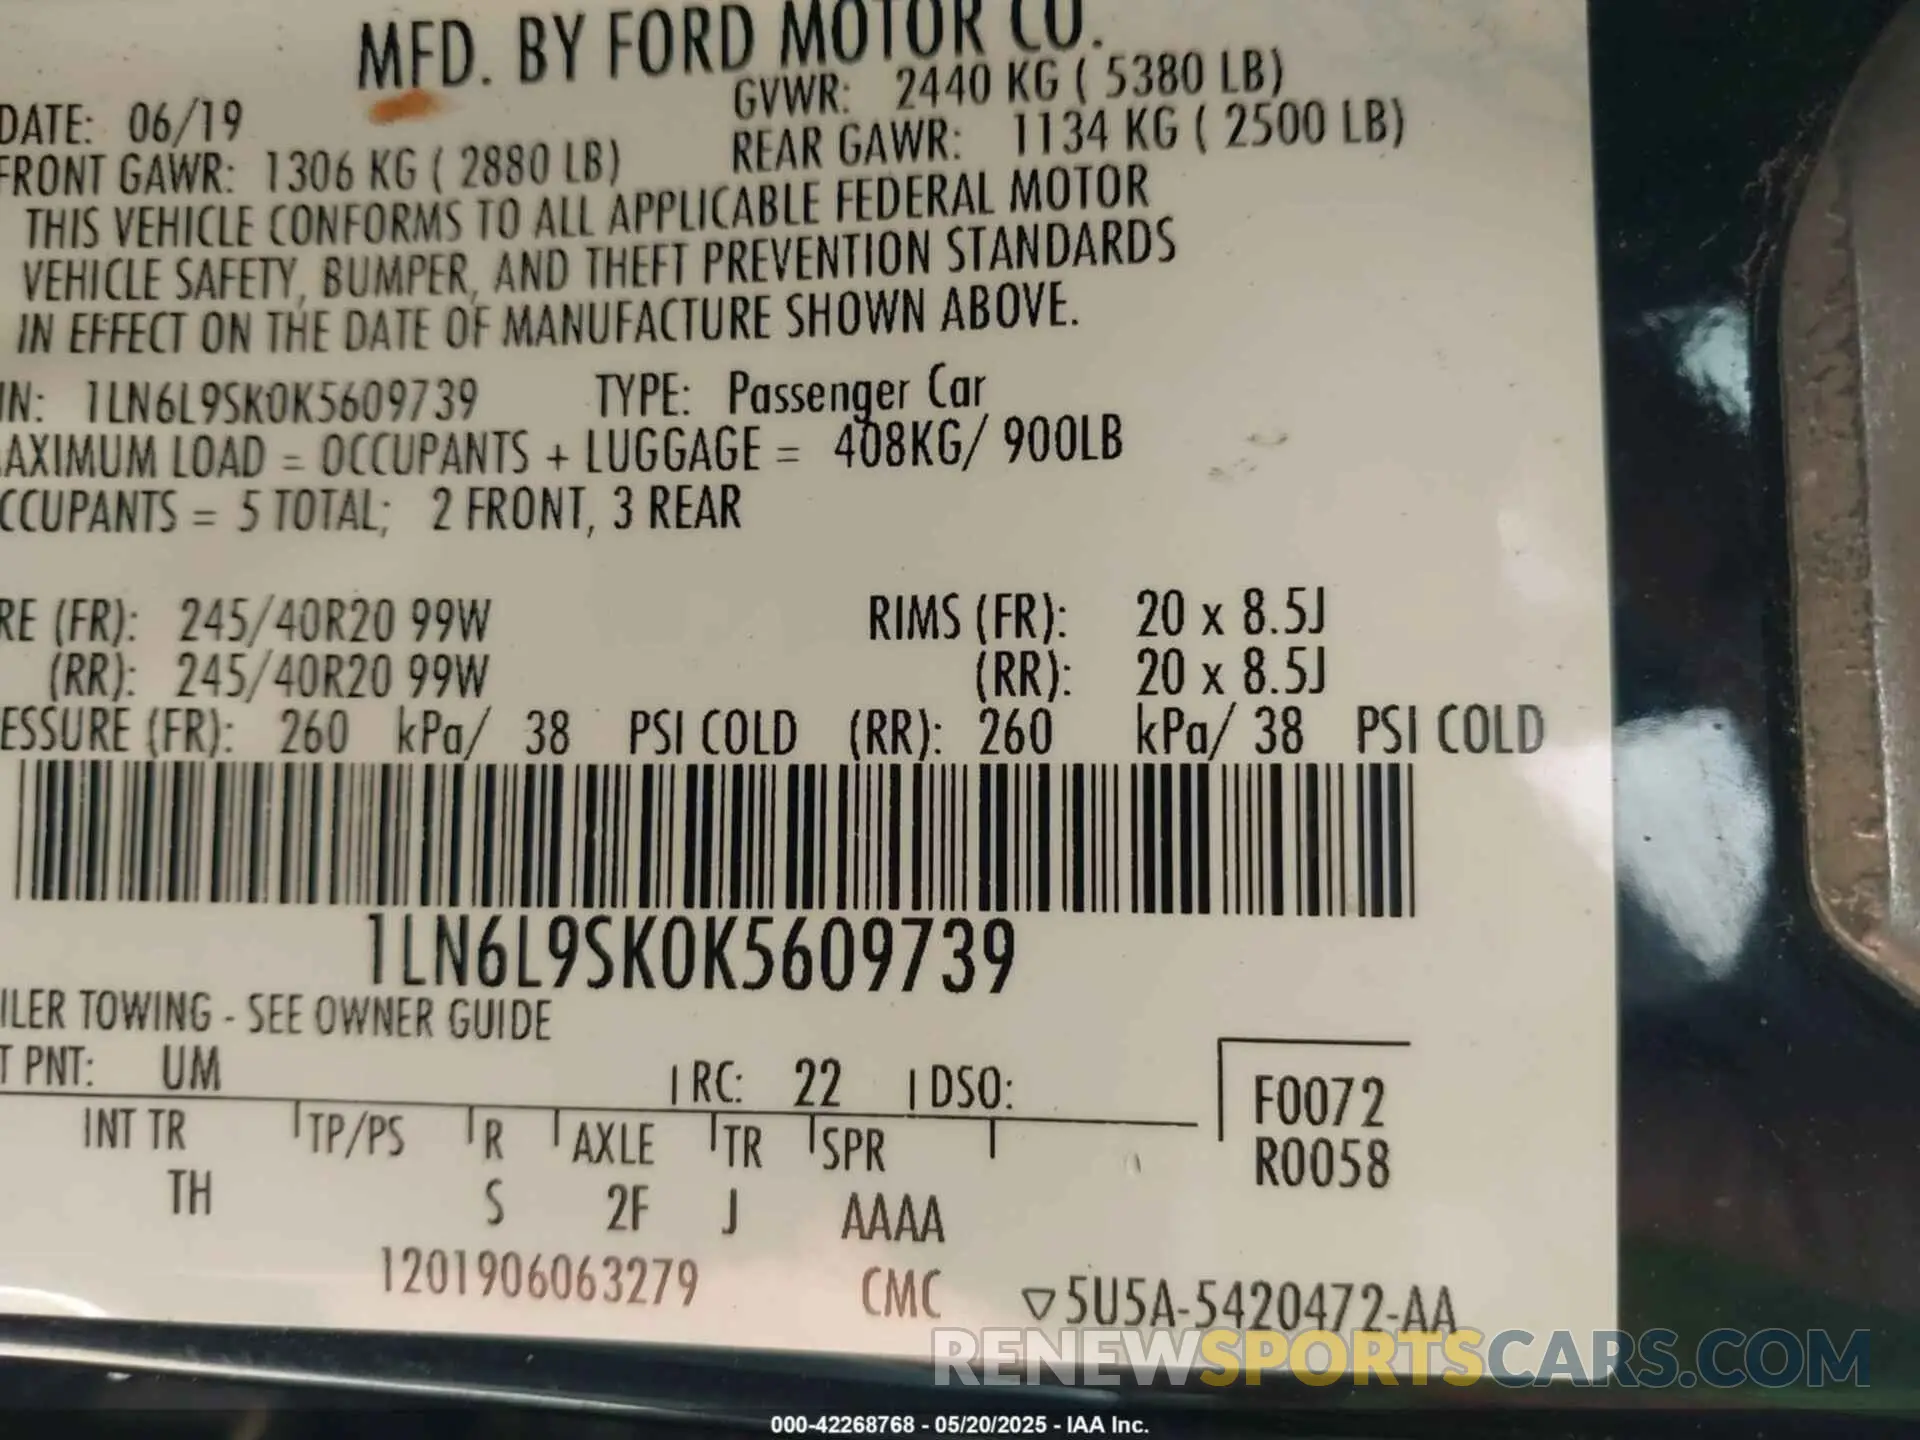 MFD. BY FORD MOTOR CO.
DATE: 06/19
GVWR: 2440 KG ( 5380 LB)
FRONT GAWR: 1306 KG ( 2880 LB)
REAR GAWR: 1134 KG ( 2500 LB)
THIS VEHICLE CONFORMS TO ALL APPLICABLE FEDERAL MOTOR
VEHICLE SAFETY, BUMPER, AND THEFT PREVENTION STANDARDS
IN EFFECT ON THE DATE OF MANUFACTURE SHOWN ABOVE.
IN: 1LN6L9SK0K5609739 TYPE: Passenger Car
AXIMUM LOAD = OCCUPANTS + LUGGAGE = 408KG/ 900LB
CCUPANTS = 5 TOTAL; 2 FRONT, 3 REAR
RE (FR): 245/40R20 99W RIMS (FR): 20 x 8.5J
(RR): 245/40R20 99W (RR): 20 x 8.5J
ESSURE (FR): 260 kPa/ 38 PSI COLD (RR): 260 kPa/ 38 PSI COLD
1LN6L9SK0K5609739
ILER TOWING - SEE OWNER GUIDE
T PNT: UM RC: 22 DSO:
F0072
R0058
INT TR TP/PS R AXLE TR SPR
TH S 2F J AAAA
1201906063279 CMC ▽5U5A-5420472-AA
RENEWSPORTSCARS.COM
000-42268768 - 05/20/2025 - IAA Inc.